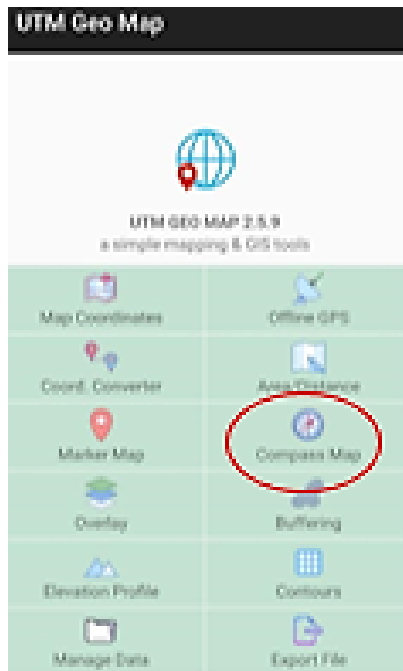 UTM Geo Map
UTM GEO MAP 2.5.9
a simple mapping & GIS tools
Map Coordinates
Offline GPS
Coord. Converter
Area/Distance
Marker Map
Compass Map
Overlay
Buffering
Elevation Profile
Contours
Manage Data
Export File